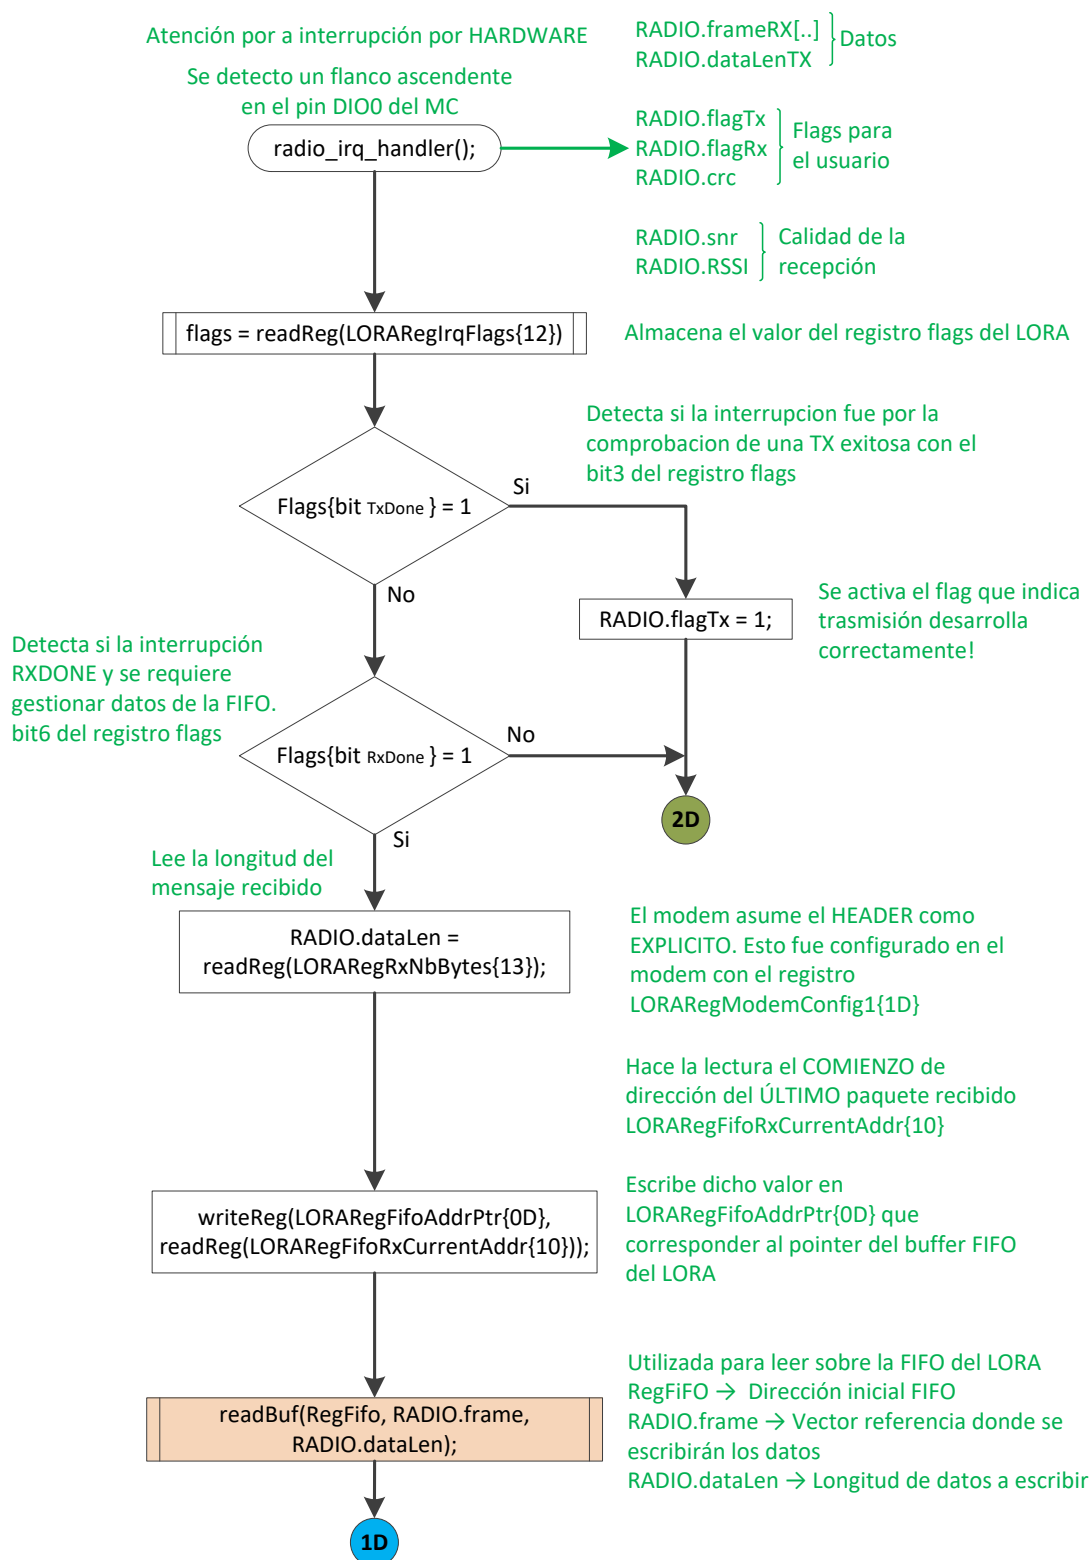 Atención por a interrupción por HARDWARE
Se detecto un flanco ascendente
en el pin DIO0 del MC
radio_irq_handler();
RADIO.frameRX[..]
RADIO.dataLenTX
Datos
RADIO.flagTx
RADIO.flagRx
RADIO.crc
Flags para
el usuario
RADIO.snr
RADIO.RSSI
Calidad de la
recepción
flags = readReg(LORARegIrqFlags{12})
Almacena el valor del registro flags del LORA
Detecta si la interrupcion fue por la
comprobacion de una TX exitosa con el
bit3 del registro flags
Flags{bit TxDone } = 1
Si
No
RADIO.flagTx = 1;
Se activa el flag que indica
trasmisión desarrolla
correctamente!
Detecta si la interrupción
RXDONE y se requiere
gestionar datos de la FIFO.
bit6 del registro flags
Flags{bit RxDone } = 1
No
2D
Si
Lee la longitud del
mensaje recibido
RADIO.dataLen =
readReg(LORARegRxNbBytes{13});
El modem asume el HEADER como
EXPLICITO. Esto fue configurado en el
modem con el registro
LORARegModemConfig1{1D}
Hace la lectura el COMIENZO de
dirección del ÚLTIMO paquete recibido
LORARegFifoRxCurrentAddr{10}
writeReg(LORARegFifoAddrPtr{0D},
readReg(LORARegFifoRxCurrentAddr{10}));
Escribe dicho valor en
LORARegFifoAddrPtr{0D} que
corresponder al pointer del buffer FIFO
del LORA
readBuf(RegFifo, RADIO.frame,
RADIO.dataLen);
Utilizada para leer sobre la FIFO del LORA
RegFiFO → Dirección inicial FIFO
RADIO.frame → Vector referencia donde se
escribirán los datos
RADIO.dataLen → Longitud de datos a escribir
1D